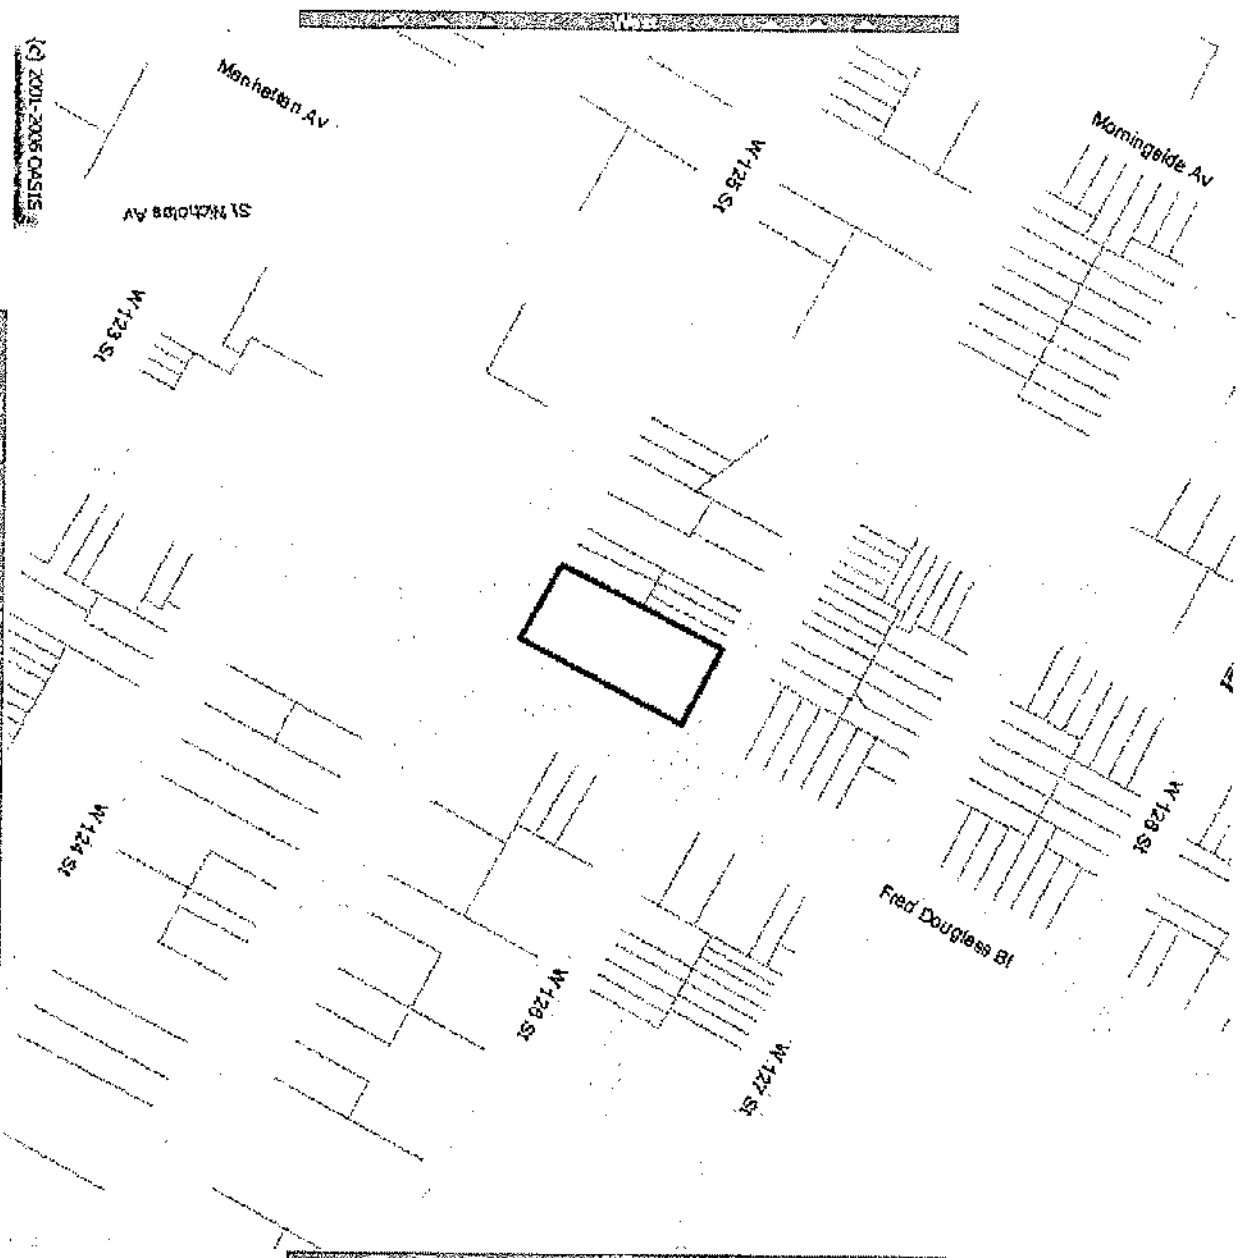 West
(c) 2001-2006 OASIS
Manhattan Av
Morningside Av
W 125 St
St Nicholas Av
W 123 St
W 124 St
W 128 St
Fred Douglass Bl
W 126 St
W 127 St